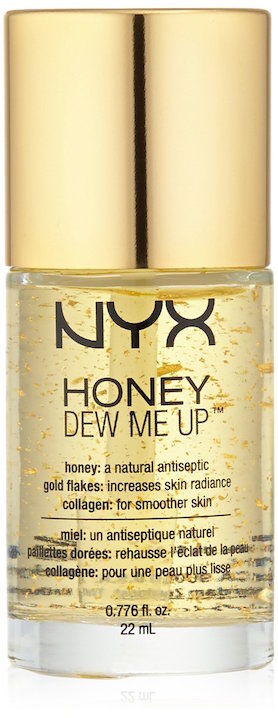 NYX
HONEY
DEW ME UP™
honey: a natural antiseptic
gold flakes: increases skin radiance
collagen: for smoother skin
miel: un antiseptique naturel
paillettes dorées: rehausse l'éclat de la peau
collagène: pour une peau plus lisse
0.776 fl. oz.
22 mL